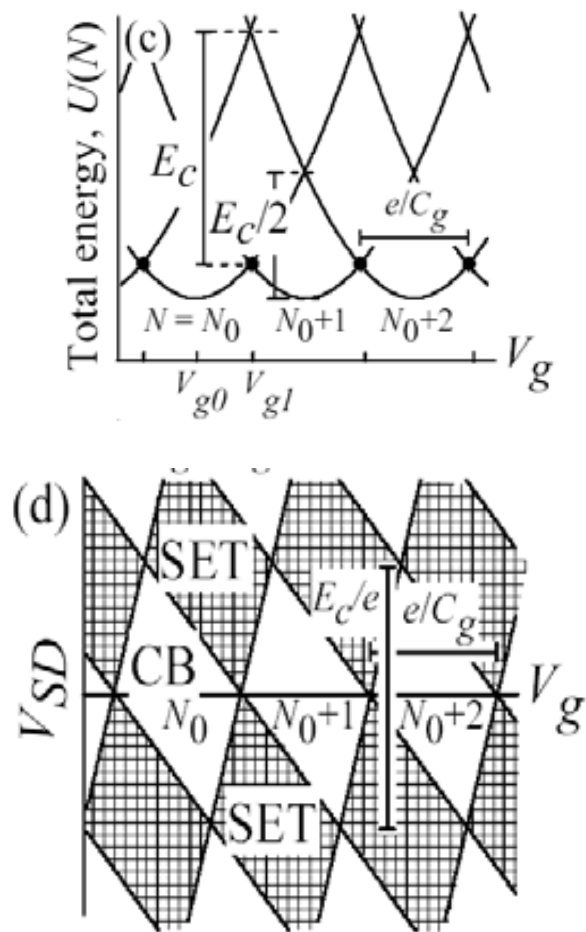 (c)
Total energy, U(N)
E_C
E_C/2
e/C_g
N = N_0
N_0+1
N_0+2
V_g
V_g0
V_g1
(d)
SET
E_c/e
e/C_g
CB
V_SD
V_g
N_0
N_0+1
N_0+2
SET